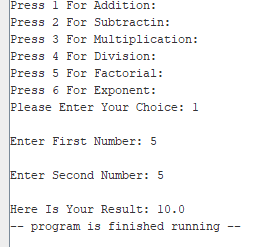 Press 1 For Addition:
Press 2 For Subtractin:
Press 3 For Multiplication:
Press 4 For Division:
Press 5 For Factorial:
Press 6 For Exponent:
Please Enter Your Choice: 1
Enter First Number: 5
Enter Second Number: 5
Here Is Your Result: 10.0
-- program is finished running --